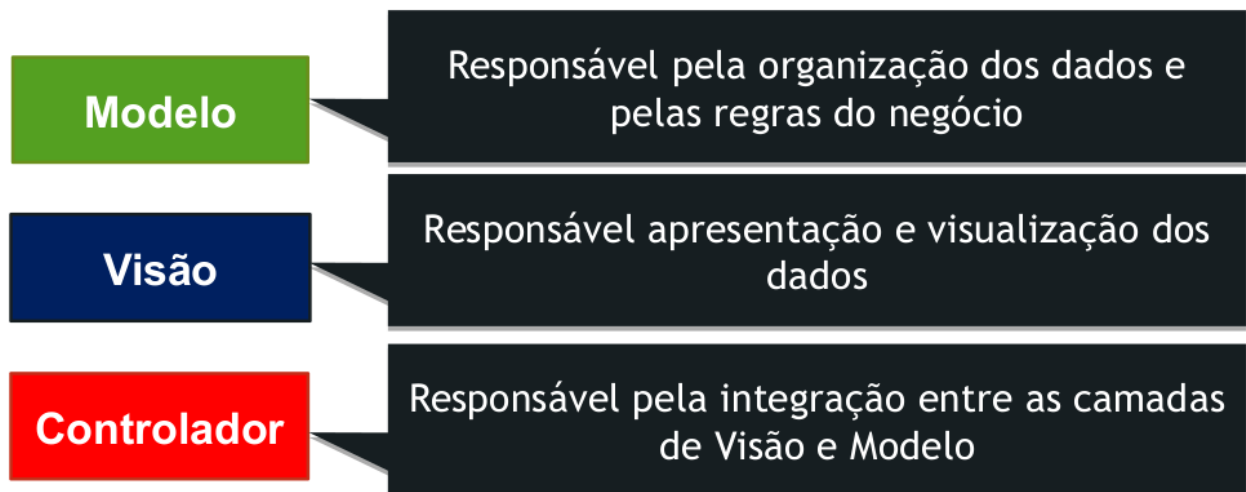 Modelo
Responsável pela organização dos dados e
pelas regras do negócio
Visão
Responsável apresentação e visualização dos
dados
Controlador
Responsável pela integração entre as camadas
de Visão e Modelo